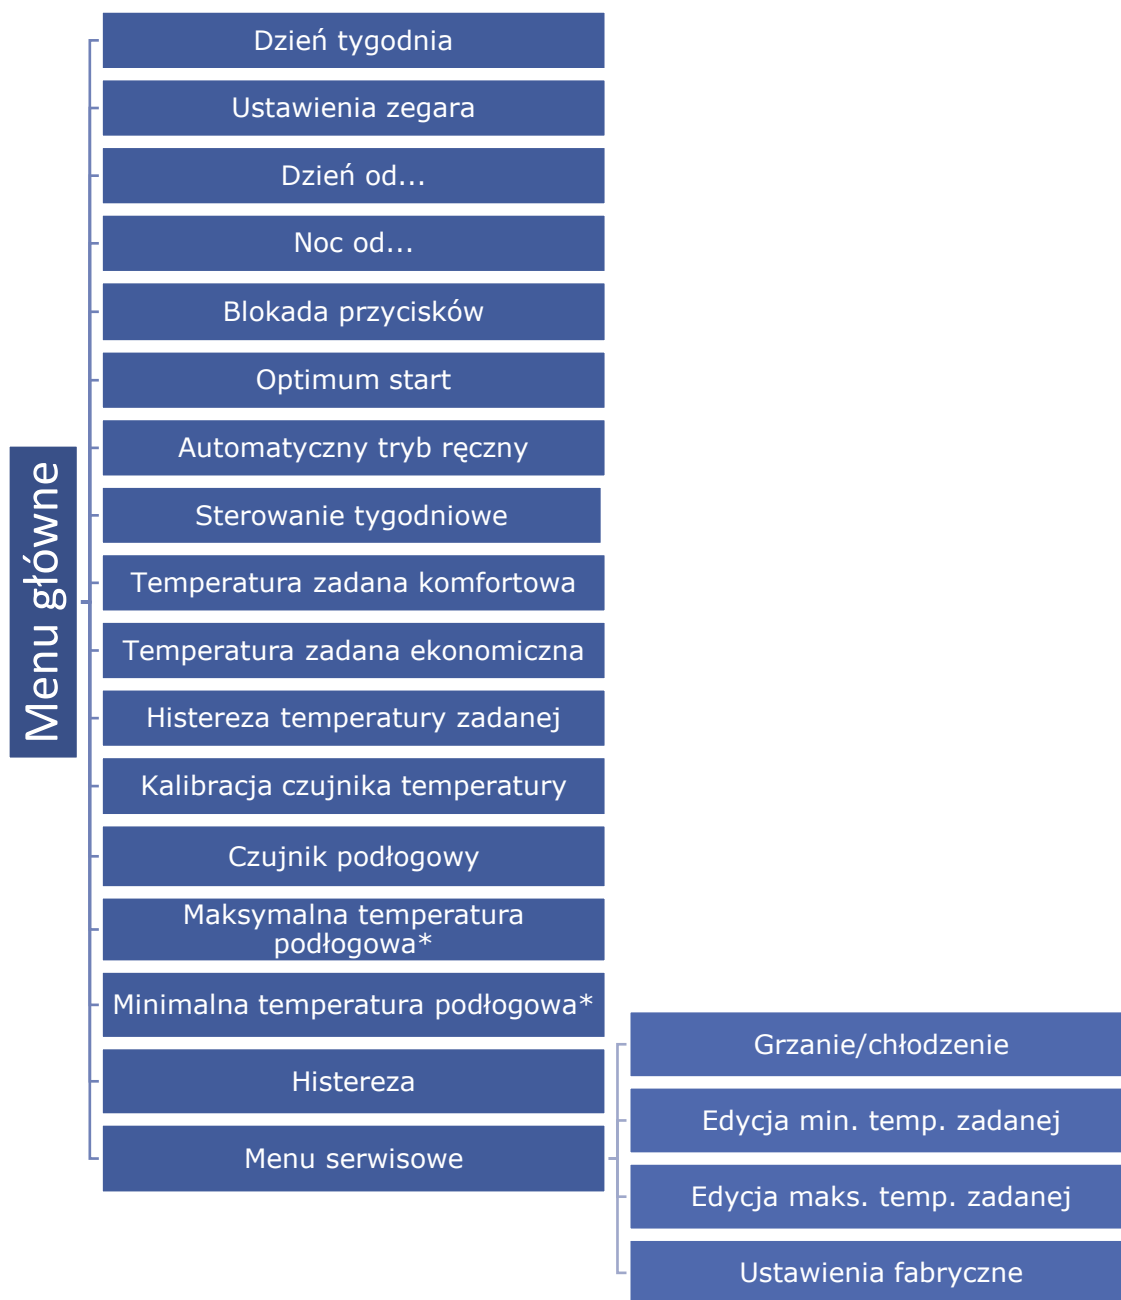 Menu główne
Dzień tygodnia
Ustawienia zegara
Dzień od...
Noc od...
Blokada przycisków
Optimum start
Automatyczny tryb ręczny
Sterowanie tygodniowe
Temperatura zadana komfortowa
Temperatura zadana ekonomiczna
Histereza temperatury zadanej
Kalibracja czujnika temperatury
Czujnik podłogowy
Maksymalna temperatura
podłogowa*
Minimalna temperatura podłogowa*
Histereza
Menu serwisowe
Grzanie/chłodzenie
Edycja min. temp. zadanej
Edycja maks. temp. zadanej
Ustawienia fabryczne